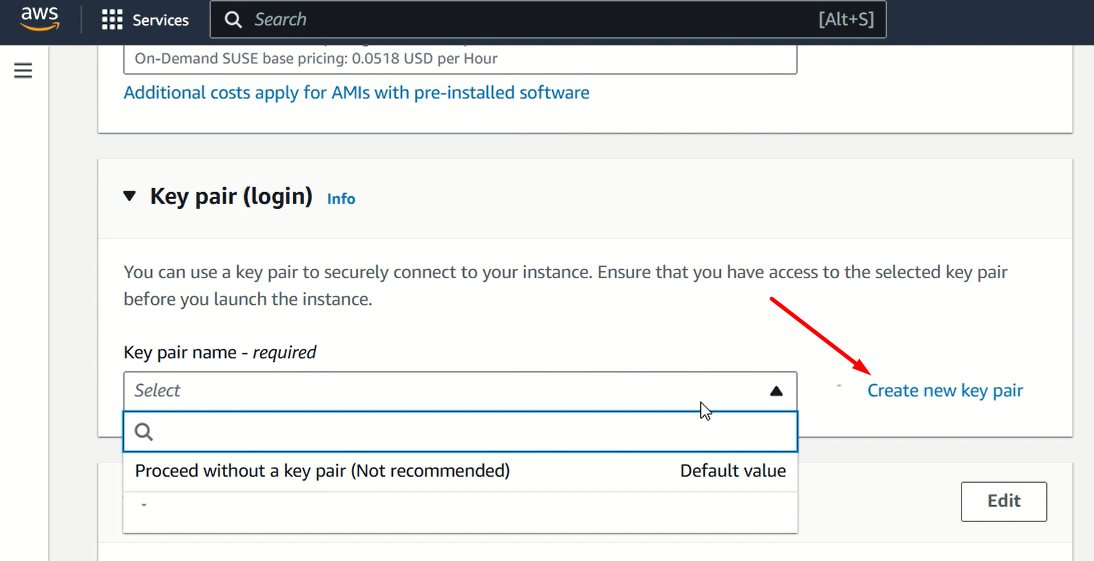 aws
Services
Search
[Alt+S]
On-Demand SUSE base pricing: 0.0518 USD per Hour
Additional costs apply for AMIs with pre-installed software
Key pair (login) Info
You can use a key pair to securely connect to your instance. Ensure that you have access to the selected key pair
before you launch the instance.
Key pair name - required
Select
Create new key pair
Proceed without a key pair (Not recommended)
Default value
-
Edit